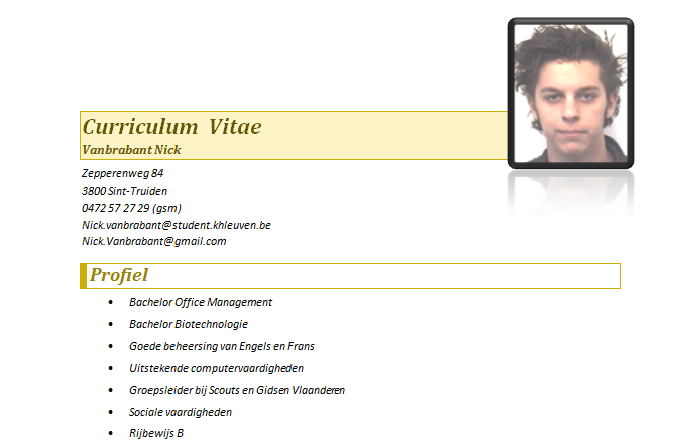 Curriculum Vitae
Vanbrabant Nick
Zepperenweg 84
3800 Sint-Truiden
0472 57 27 29 (gsm)
Nick.vanbrabant@student.khleuven.be
Nick.Vanbrabant@gmail.com
Profiel
• Bachelor Office Management
• Bachelor Biotechnologie
• Goede beheersing van Engels en Frans
• Uitstekende computervaardigheden
• Groepsleider bij Scouts en Gidsen Vlaanderen
• Sociale vaardigheden
• Rijbewijs B